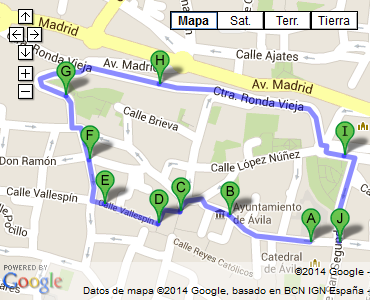 Madrid
Mapa Sat. Terr. Tierra
Ronda Vieja
Av. Madrid
H
Calle Ajates
Av. Madrid
G
Ctra. Ronda Vieja
Calle Brieva
F
I
Don Ramón
Calle López Núñez
E
Calle Vallespín
Calle Vallespín
D
C
B
Ayuntamiento
de Ávila
A
J
Pocillo
Calle Reyes Católicos
Catedral
de Ávila
POWERED BY
Google
©2014 Google -
Datos de mapa ©2014 Google, basado en BCN IGN España -